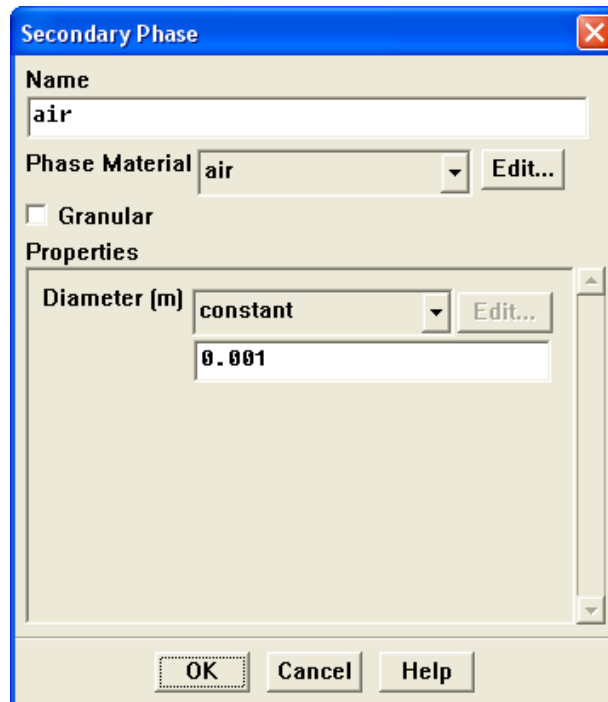 Secondary Phase
Name
air
Phase Material air Edit...
Granular
Properties
Diameter (m) constant Edit...
0.001
OK Cancel Help